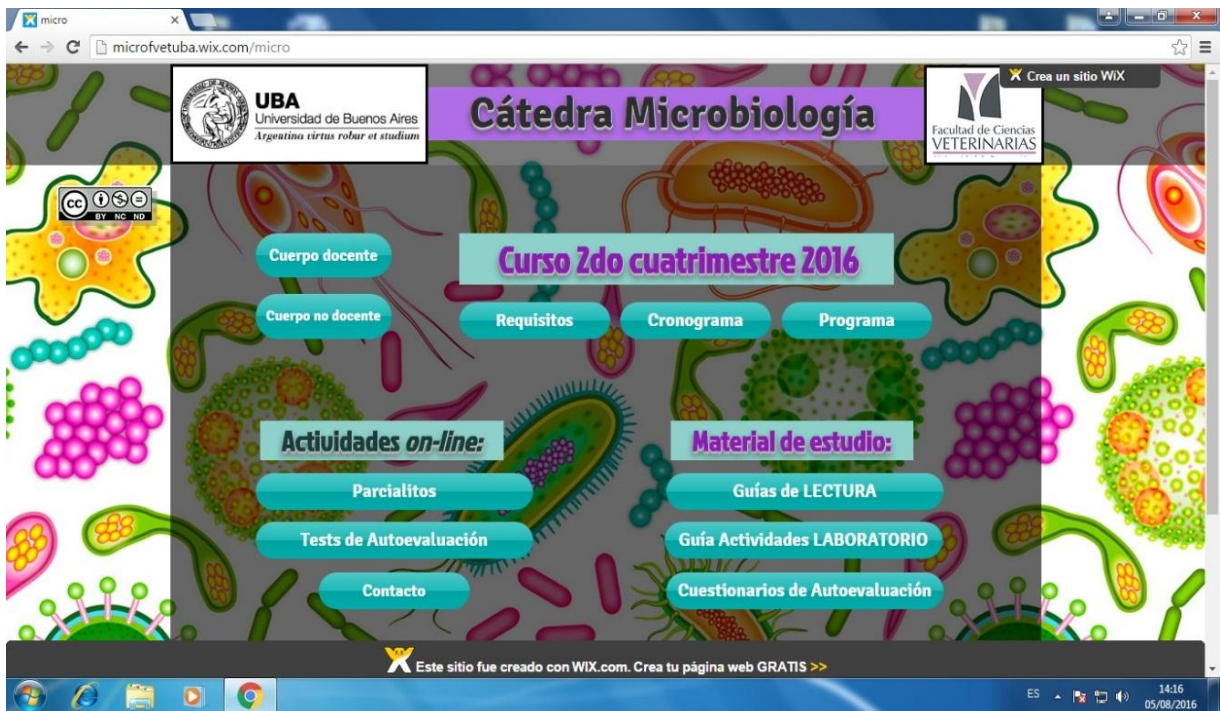 micro
microfvetuba.wix.com/micro
UBA
Universidad de Buenos Aires
Argentina virtus robur et studium
Cátedra Microbiología
Facultad de Ciencias
VETERINARIAS
Crea un sitio WiX
cc
BY NC ND
Cuerpo docente
Curso 2do cuatrimestre 2016
Cuerpo no docente
Requisitos
Cronograma
Programa
Actividades on-line:
Parcialitos
Tests de Autoevaluación
Contacto
Material de estudio:
Guías de LECTURA
Guía Actividades LABORATORIO
Cuestionarios de Autoevaluación
Este sitio fue creado con WIX.com. Crea tu página web GRATIS >>
ES
14:16
05/08/2016